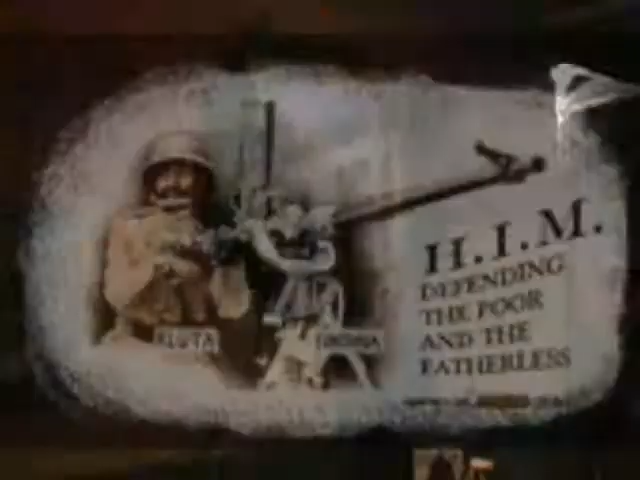 H.I.M.
DEFENDING
THE POOR
AND THE
FATHERLESS